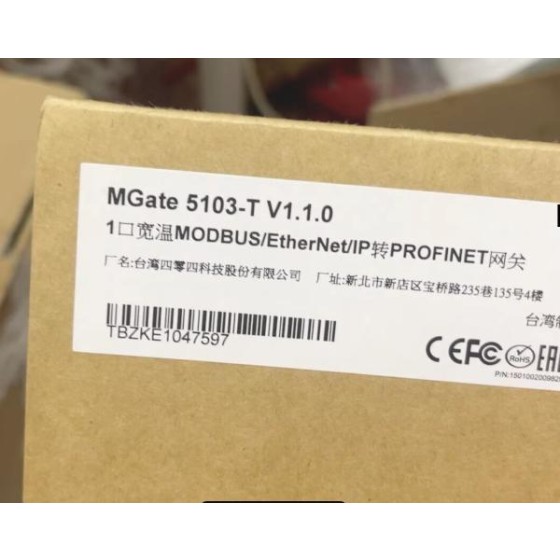 MGate 5103-T V1.1.0
1口宽温MODBUS/EtherNet/IP转PROFINET网关
厂名:台湾四零四科技股份有限公司 厂址:新北市新店区宝桥路235巷135号4楼
台湾
TBZKE1047597
CE FC RoHS EAC